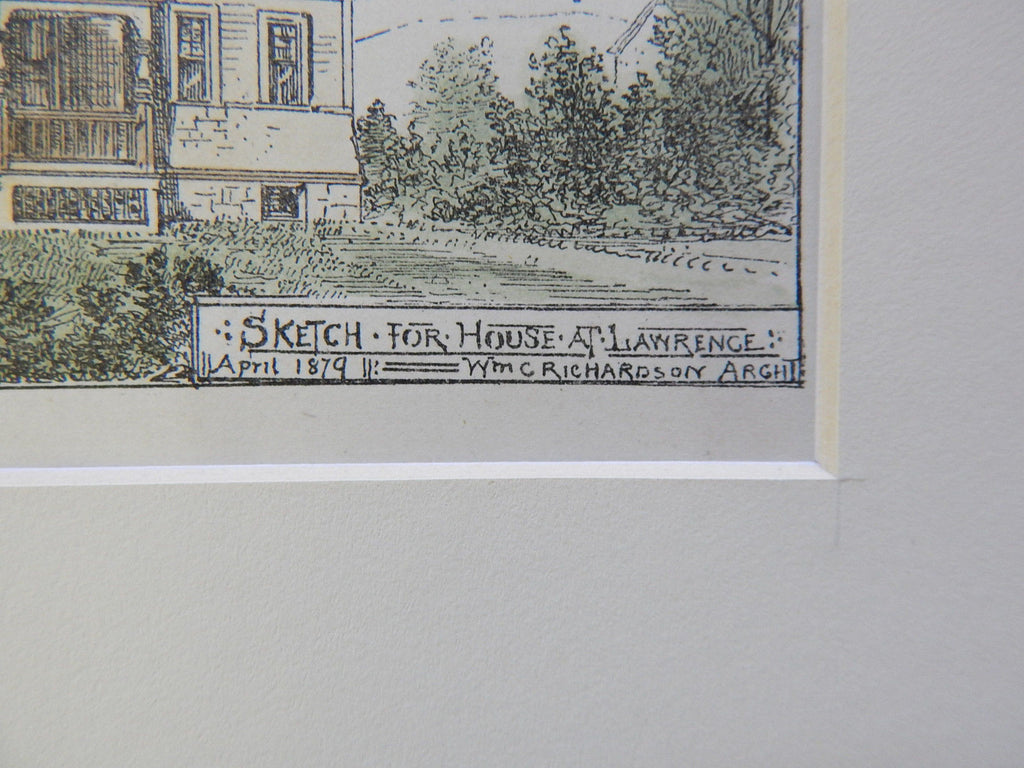 SKETCH · FOR · HOUSE · AT · LAWRENCE
April 1879 Wm C RICHARDSON ARCHT